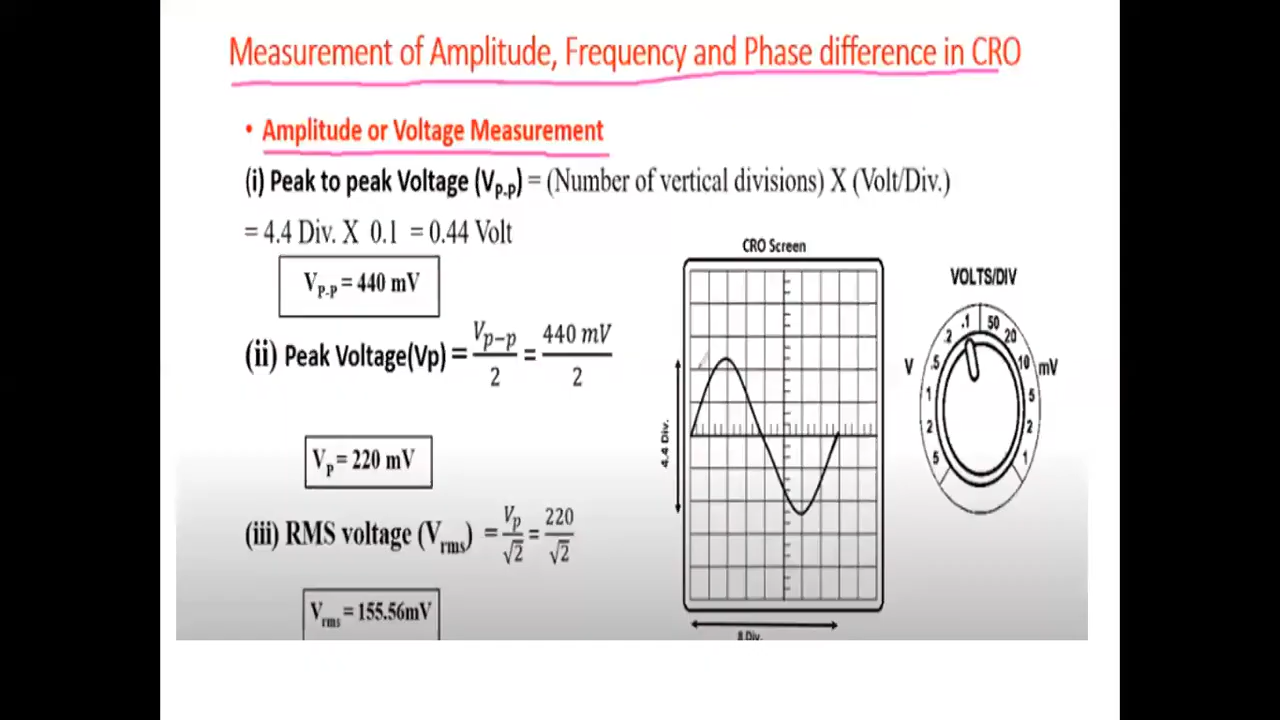 Measurement of Amplitude, Frequency and Phase difference in CRO
• Amplitude or Voltage Measurement
(i) Peak to peak Voltage (VP-P) = (Number of vertical divisions) X (Volt/Div.)
= 4.4 Div. X 0.1 = 0.44 Volt
VP-P = 440 mV
(ii) Peak Voltage(Vp) = Vp−p/2 = 440 mV/2
VP = 220 mV
(iii) RMS voltage (Vrms) = Vp/√2 = 220/√2
Vrms = 155.56mV
CRO Screen
4.4 Div.
8 Div.
VOLTS/DIV
V
5
2
1
.5
.2
.1
50
20
10
5
2
1
mV